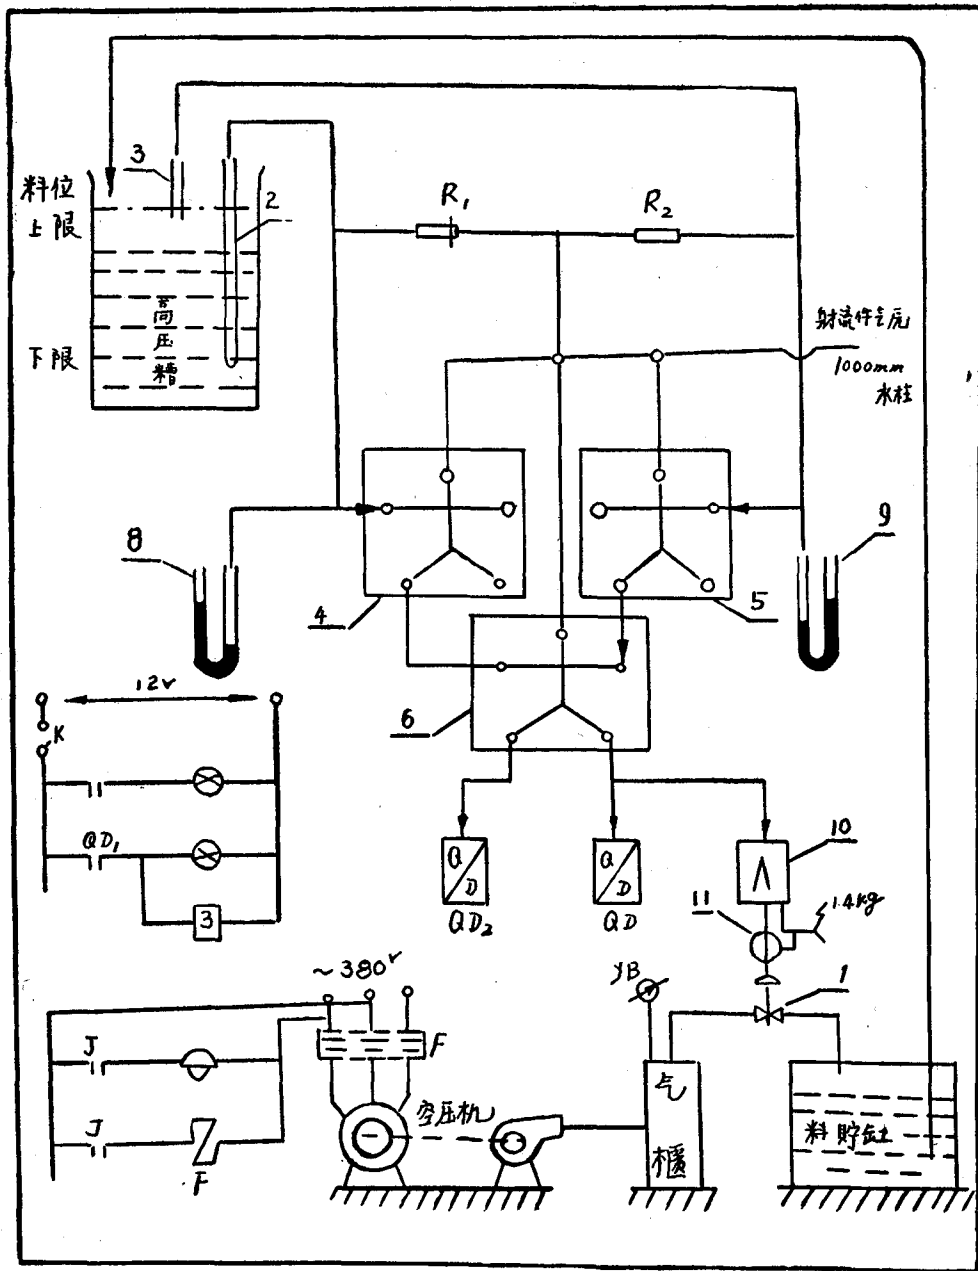 3
料位
上限
2
R₁
R₂
高
压
糟
下限
射流件气源
1000mm
水柱
8
9
4
5
6
12v
K
QD₁
3
Q
D
QD₂
Q
D
QD
10
11
1.4kg
1
~380v
YB
J
F
J
F
空压机
气
柜
料貯缸